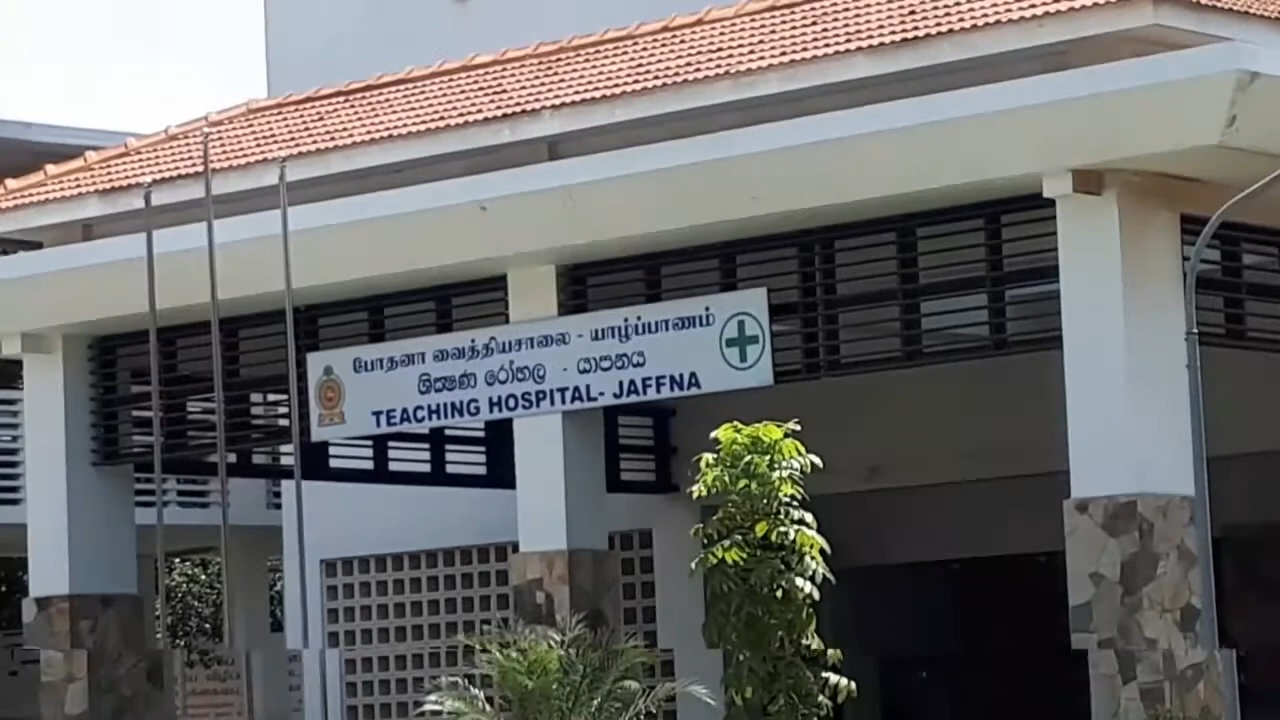 போதனா வைத்தியசாலை - யாழ்ப்பாணம்
ශික්ෂණ රෝහල - යාපනය
TEACHING HOSPITAL- JAFFNA